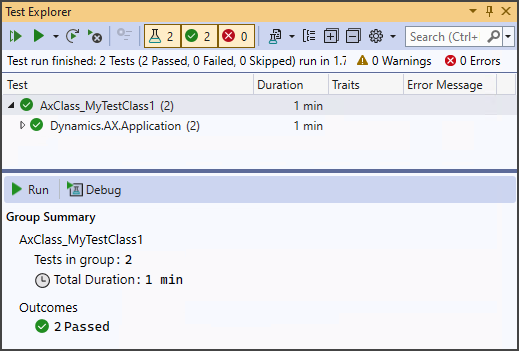 Test Explorer
2 2 0 Search (Ctrl+
Test run finished: 2 Tests (2 Passed, 0 Failed, 0 Skipped) run in 1.7 0 Warnings 0 Errors
Test Duration Traits Error Message
AxClass_MyTestClass1 (2) 1 min
Dynamics.AX.Application (2) 1 min
Run Debug
Group Summary
AxClass_MyTestClass1
Tests in group: 2
Total Duration: 1 min
Outcomes
2 Passed